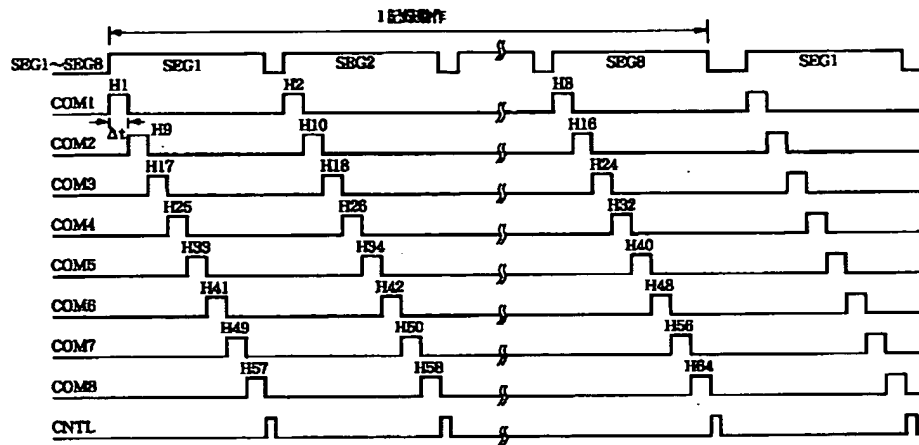 SEG1~SEG8 SEG1 SEG2 SEG8 SEG1
COM1 H1 H2 H8
Δt
COM2 H9 H10 H16
COM3 H17 H18 H24
COM4 H25 H26 H32
COM5 H33 H34 H40
COM6 H41 H42 H48
COM7 H49 H50 H56
COM8 H57 H58 H64
CNTL